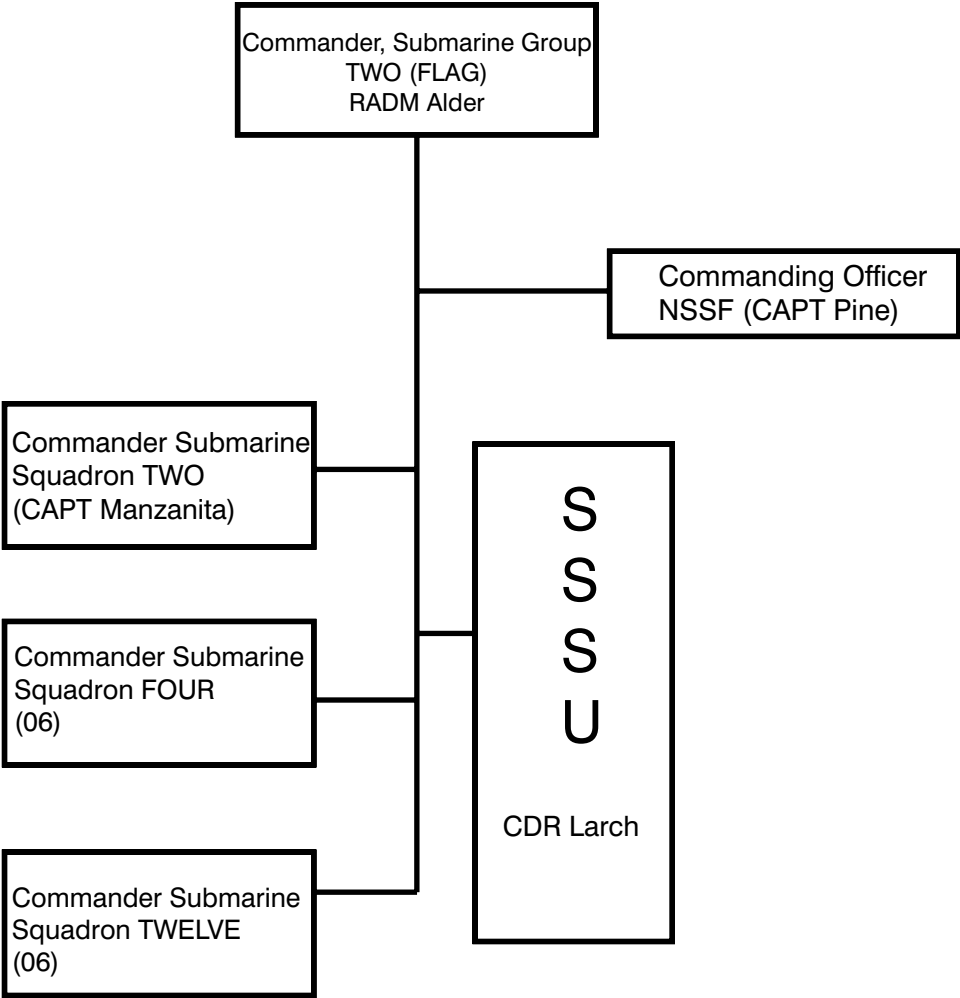 Commander, Submarine Group
TWO (FLAG)
RADM Alder
Commanding Officer
NSSF (CAPT Pine)
Commander Submarine
Squadron TWO
(CAPT Manzanita)
S
S
S
U
CDR Larch
Commander Submarine
Squadron FOUR
(06)
Commander Submarine
Squadron TWELVE
(06)